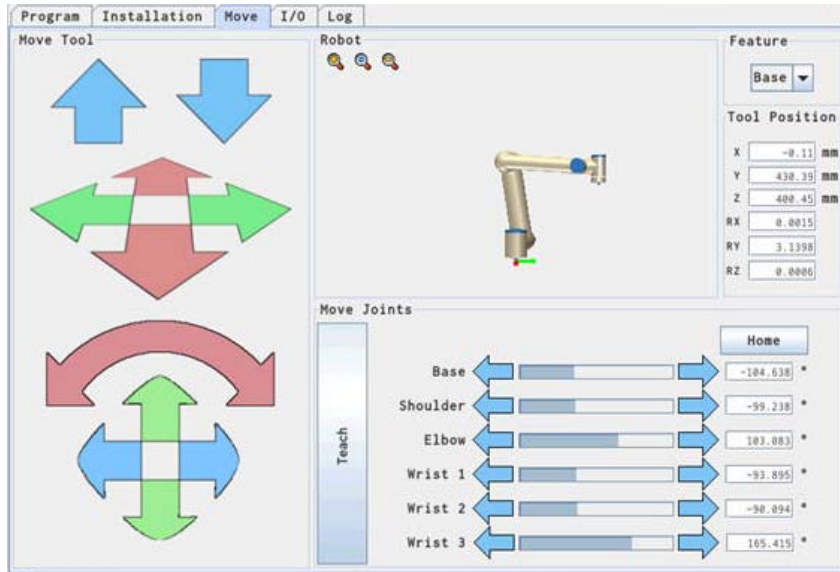 Program Installation Move I/O Log
Move Tool
Robot
Feature
Base
Tool Position
X -0.11 mm
Y 430.39 mm
Z 400.45 mm
RX 0.0015
RY 3.1398
RZ 0.0006
Move Joints
Teach
Home
Base -104.638 °
Shoulder -99.238 °
Elbow 103.083 °
Wrist 1 -93.895 °
Wrist 2 -90.094 °
Wrist 3 165.415 °